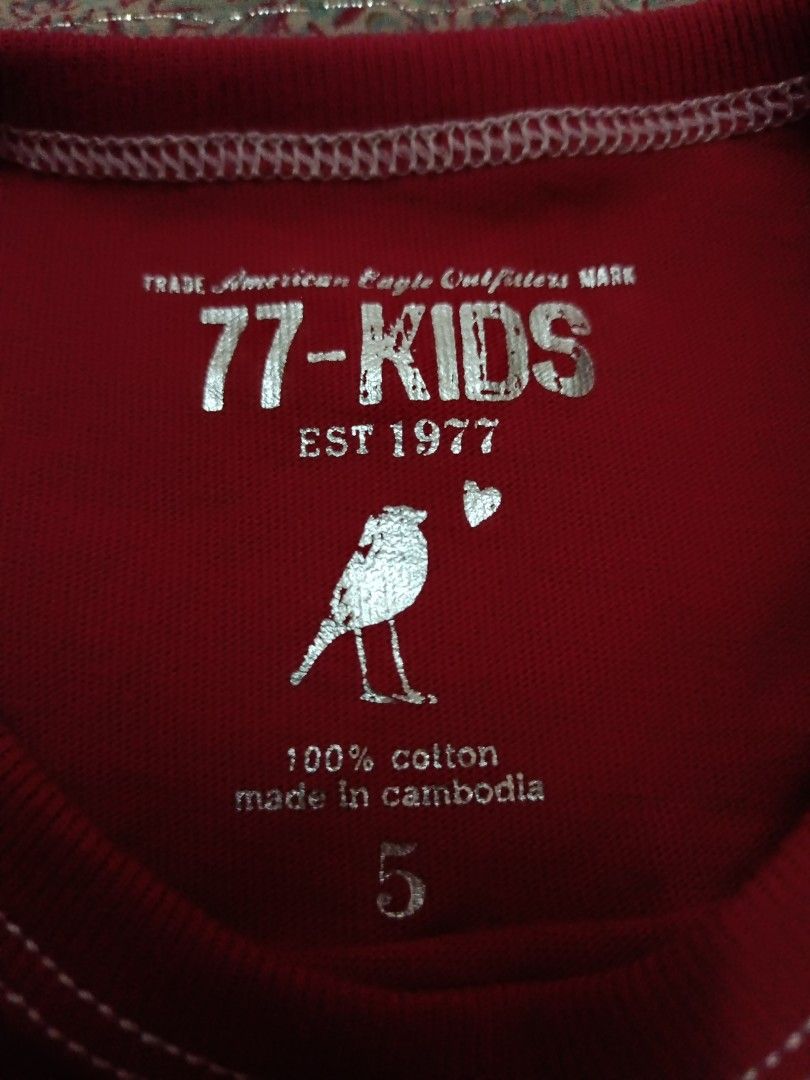 TRADE American Eagle Outfitters MARK
77-KIDS
EST 1977
100% cotton
made in cambodia
5